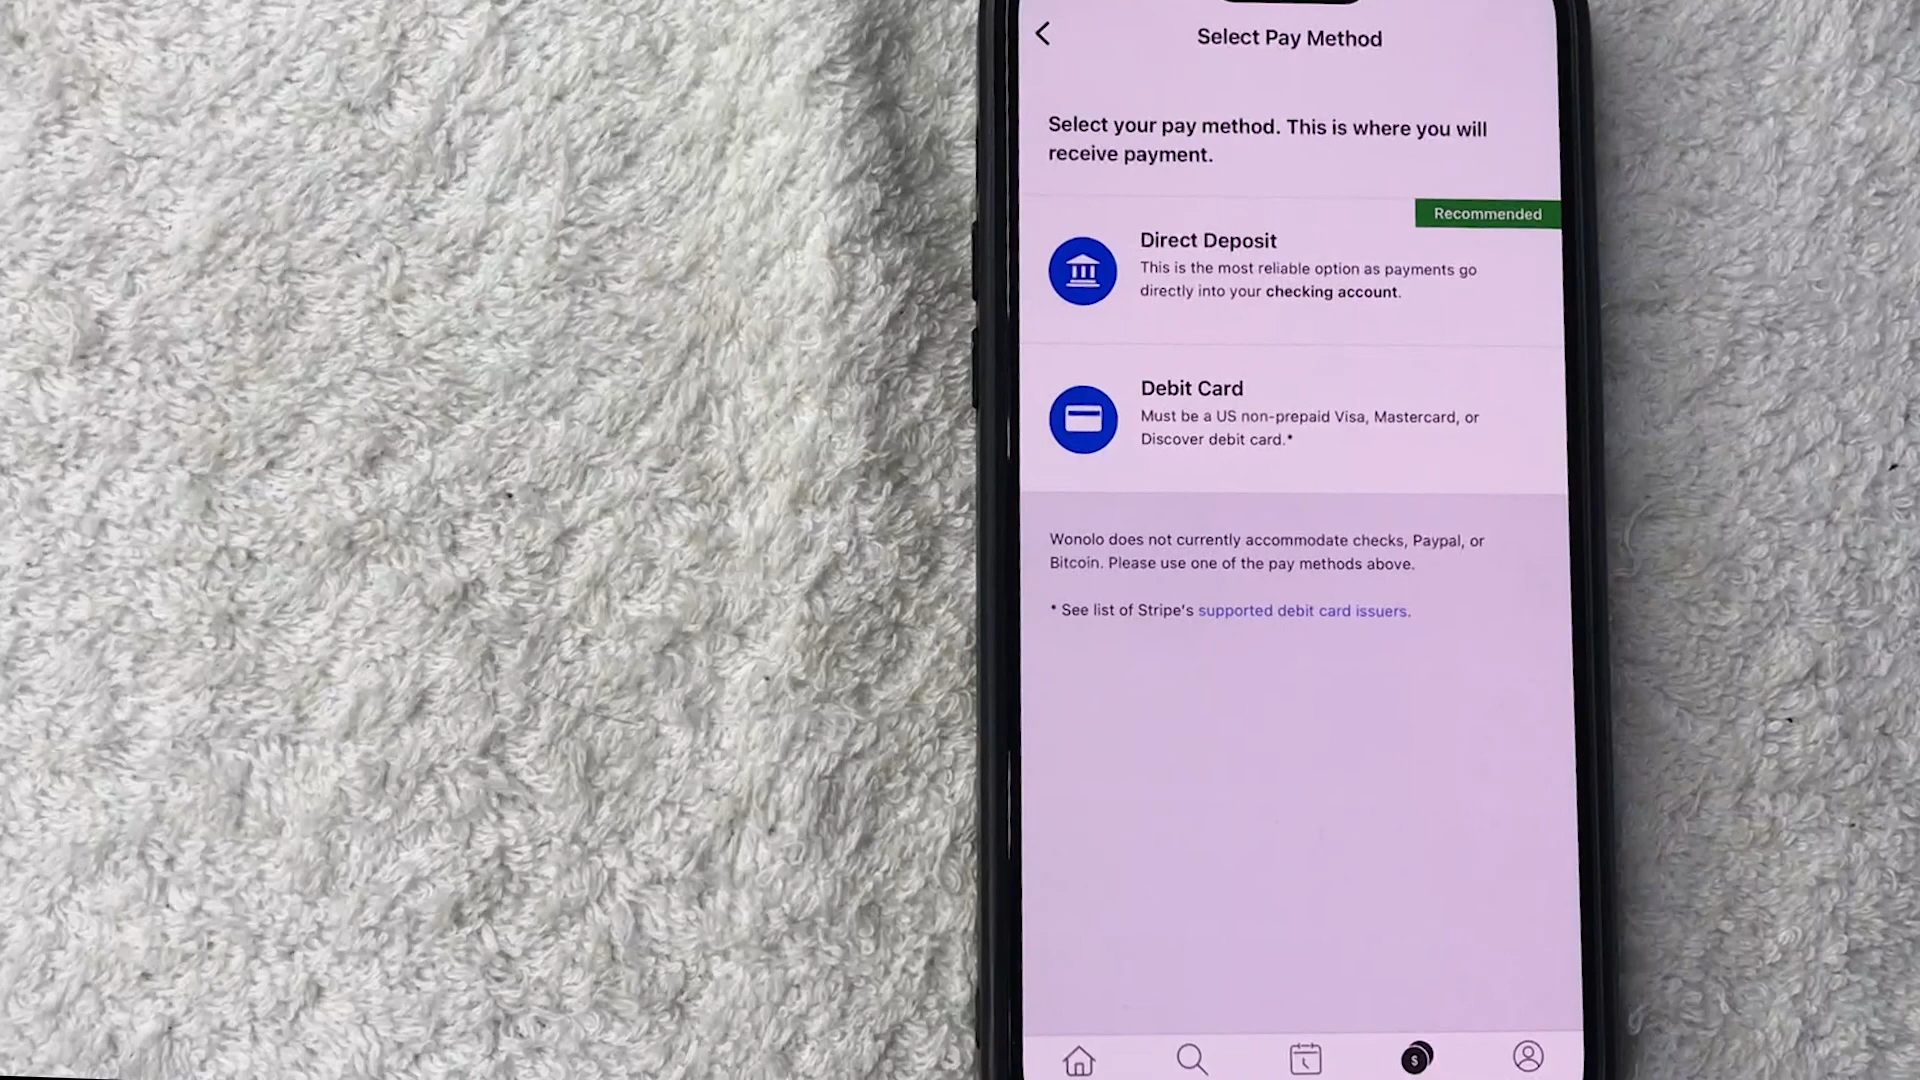 Select Pay Method
Select your pay method. This is where you will
receive payment.
Recommended
Direct Deposit
This is the most reliable option as payments go
directly into your checking account.
Debit Card
Must be a US non-prepaid Visa, Mastercard, or
Discover debit card.*
Wonolo does not currently accommodate checks, Paypal, or
Bitcoin. Please use one of the pay methods above.
* See list of Stripe's supported debit card issuers.
$